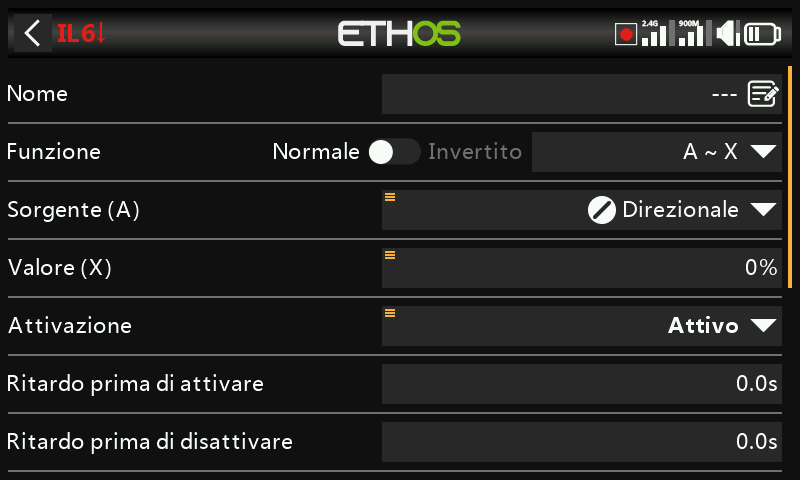 IL6↓ ETHOS 2.4G 900M
Nome ---
Funzione Normale Invertito A ~ X
Sorgente (A) Direzionale
Valore (X) 0%
Attivazione Attivo
Ritardo prima di attivare 0.0s
Ritardo prima di disattivare 0.0s